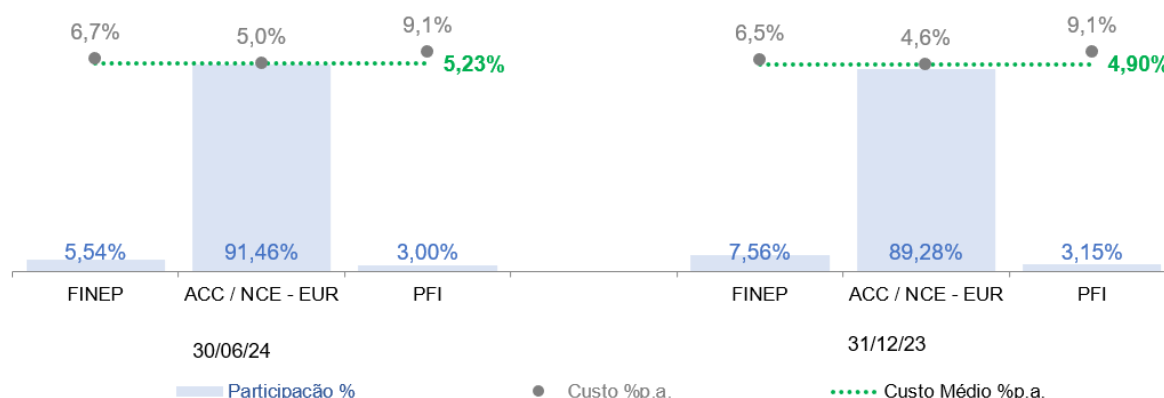 6,7% 5,0% 9,1% 6,5% 4,6% 9,1%
5,23% 4,90%
5,54% 91,46% 3,00% 7,56% 89,28% 3,15%
FINEP ACC / NCE - EUR PFI FINEP ACC / NCE - EUR PFI
30/06/24 31/12/23
Participação % Custo %p.a. Custo Médio %p.a.